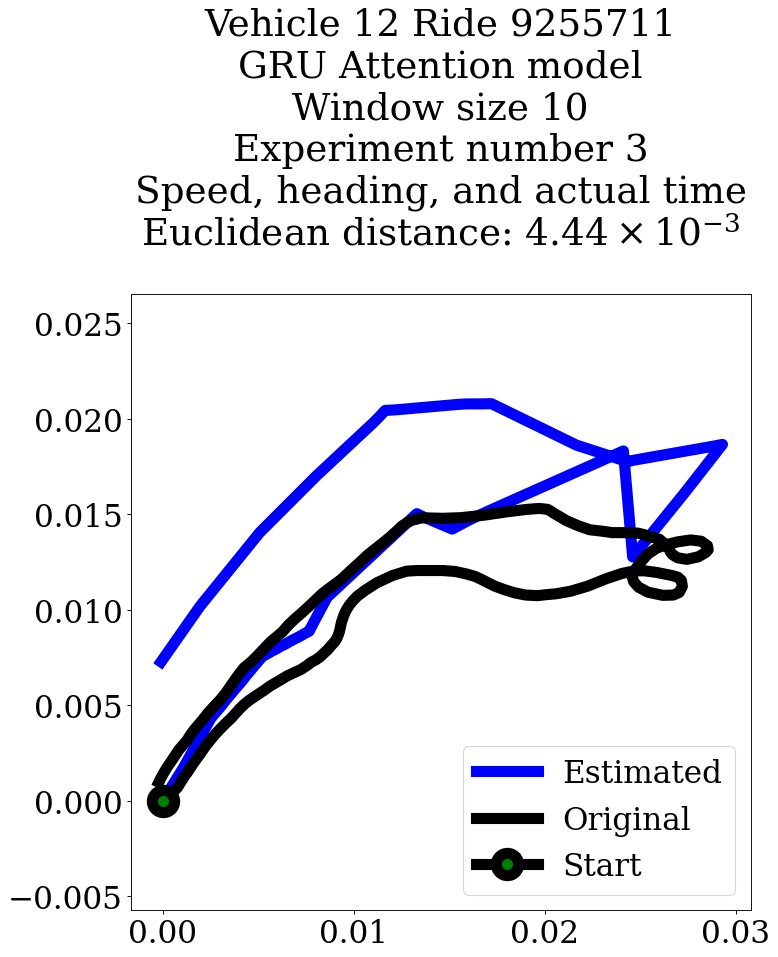 Vehicle 12 Ride 9255711
GRU Attention model
Window size 10
Experiment number 3
Speed, heading, and actual time
Euclidean distance: 4.44 × 10⁻³
0.025
0.020
0.015
0.010
0.005
0.000
−0.005
Estimated
Original
Start
0.00 0.01 0.02 0.03